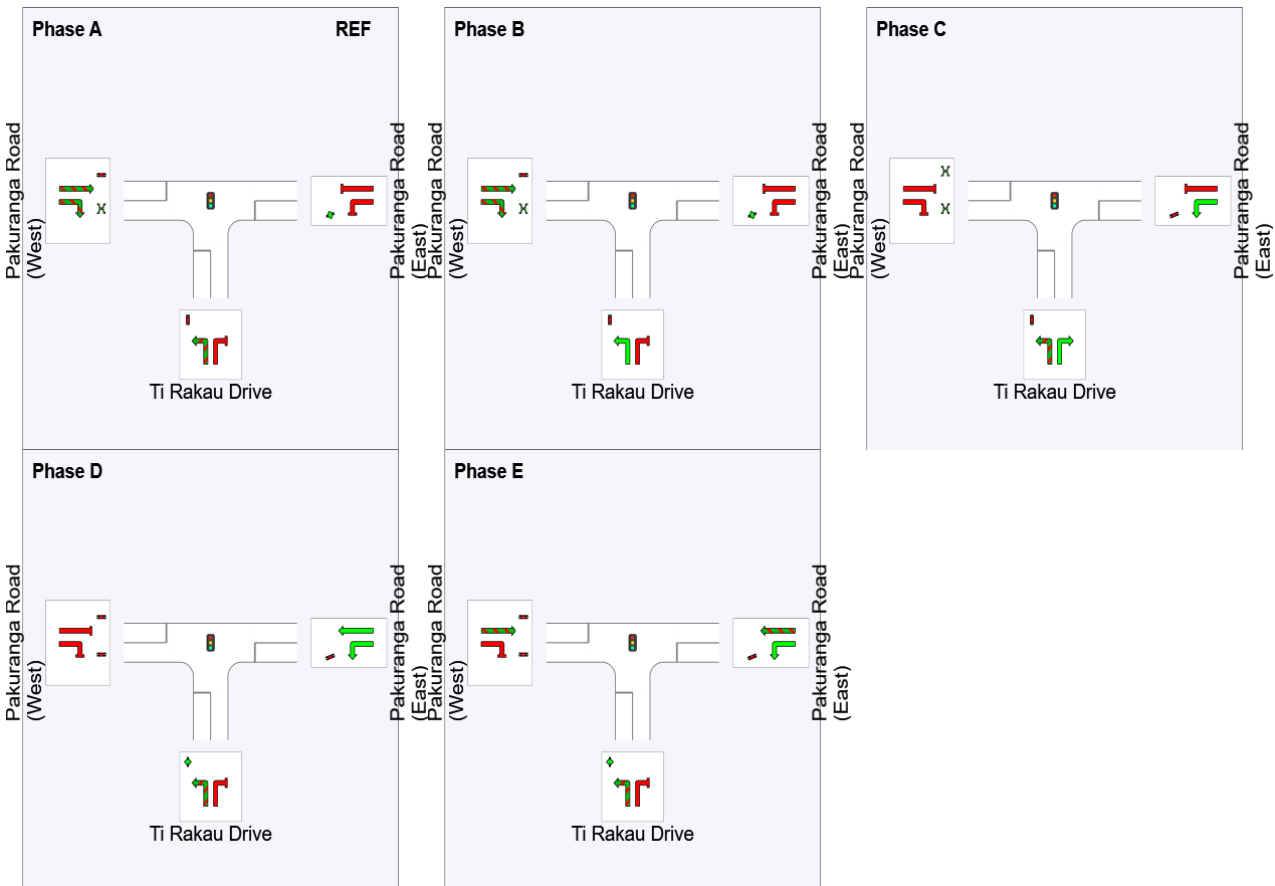 Phase A
REF
Pakuranga Road
(West)
Pakuranga Road
(East)
Ti Rakau Drive
Phase B
Pakuranga Road
(West)
Pakuranga Road
(East)
Ti Rakau Drive
Phase C
Pakuranga Road
(West)
Pakuranga Road
(East)
Ti Rakau Drive
Phase D
Pakuranga Road
(West)
Pakuranga Road
(East)
Ti Rakau Drive
Phase E
Pakuranga Road
(West)
Pakuranga Road
(East)
Ti Rakau Drive